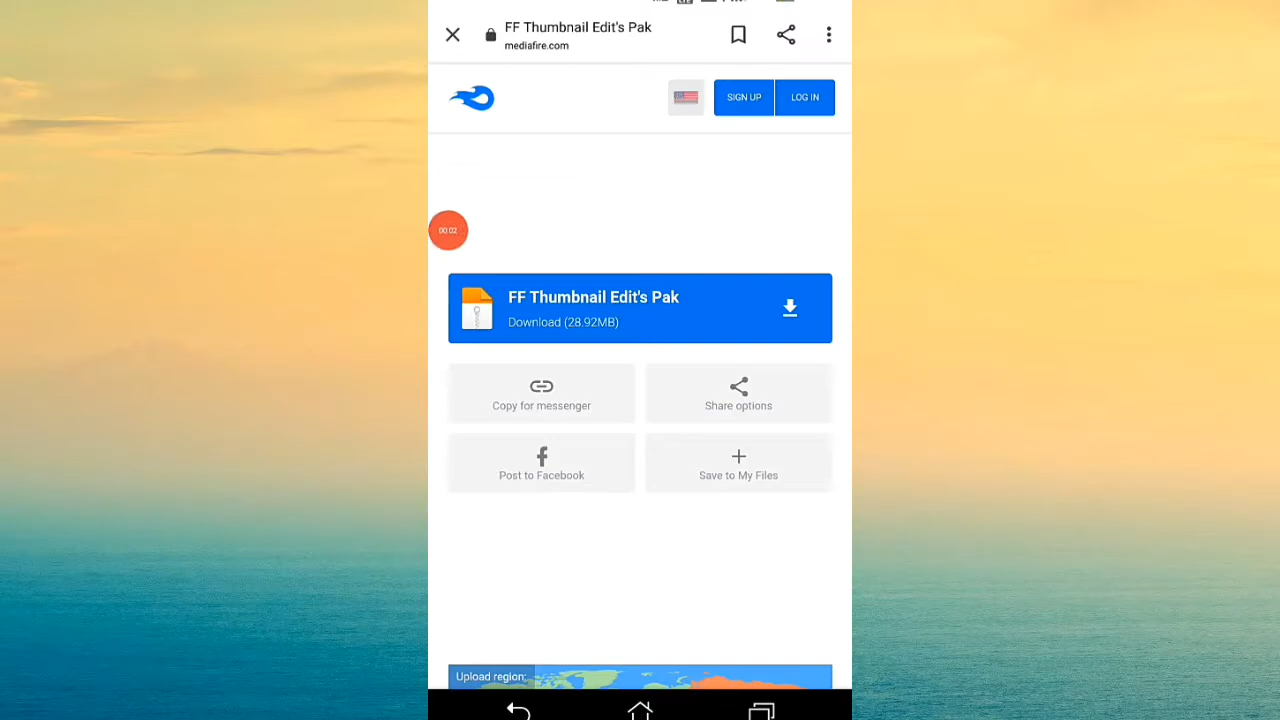 FF Thumbnail Edit's Pak
mediafire.com
SIGN UP
LOG IN
00:02
FF Thumbnail Edit's Pak
Download (28.92MB)
Copy for messenger
Share options
Post to Facebook
Save to My Files
Upload region: